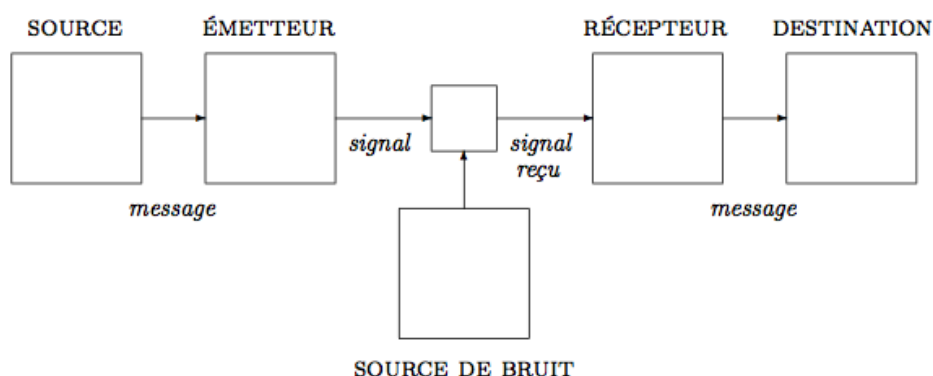 SOURCE ÉMETTEUR RÉCEPTEUR DESTINATION
signal signal
reçu
message message
SOURCE DE BRUIT